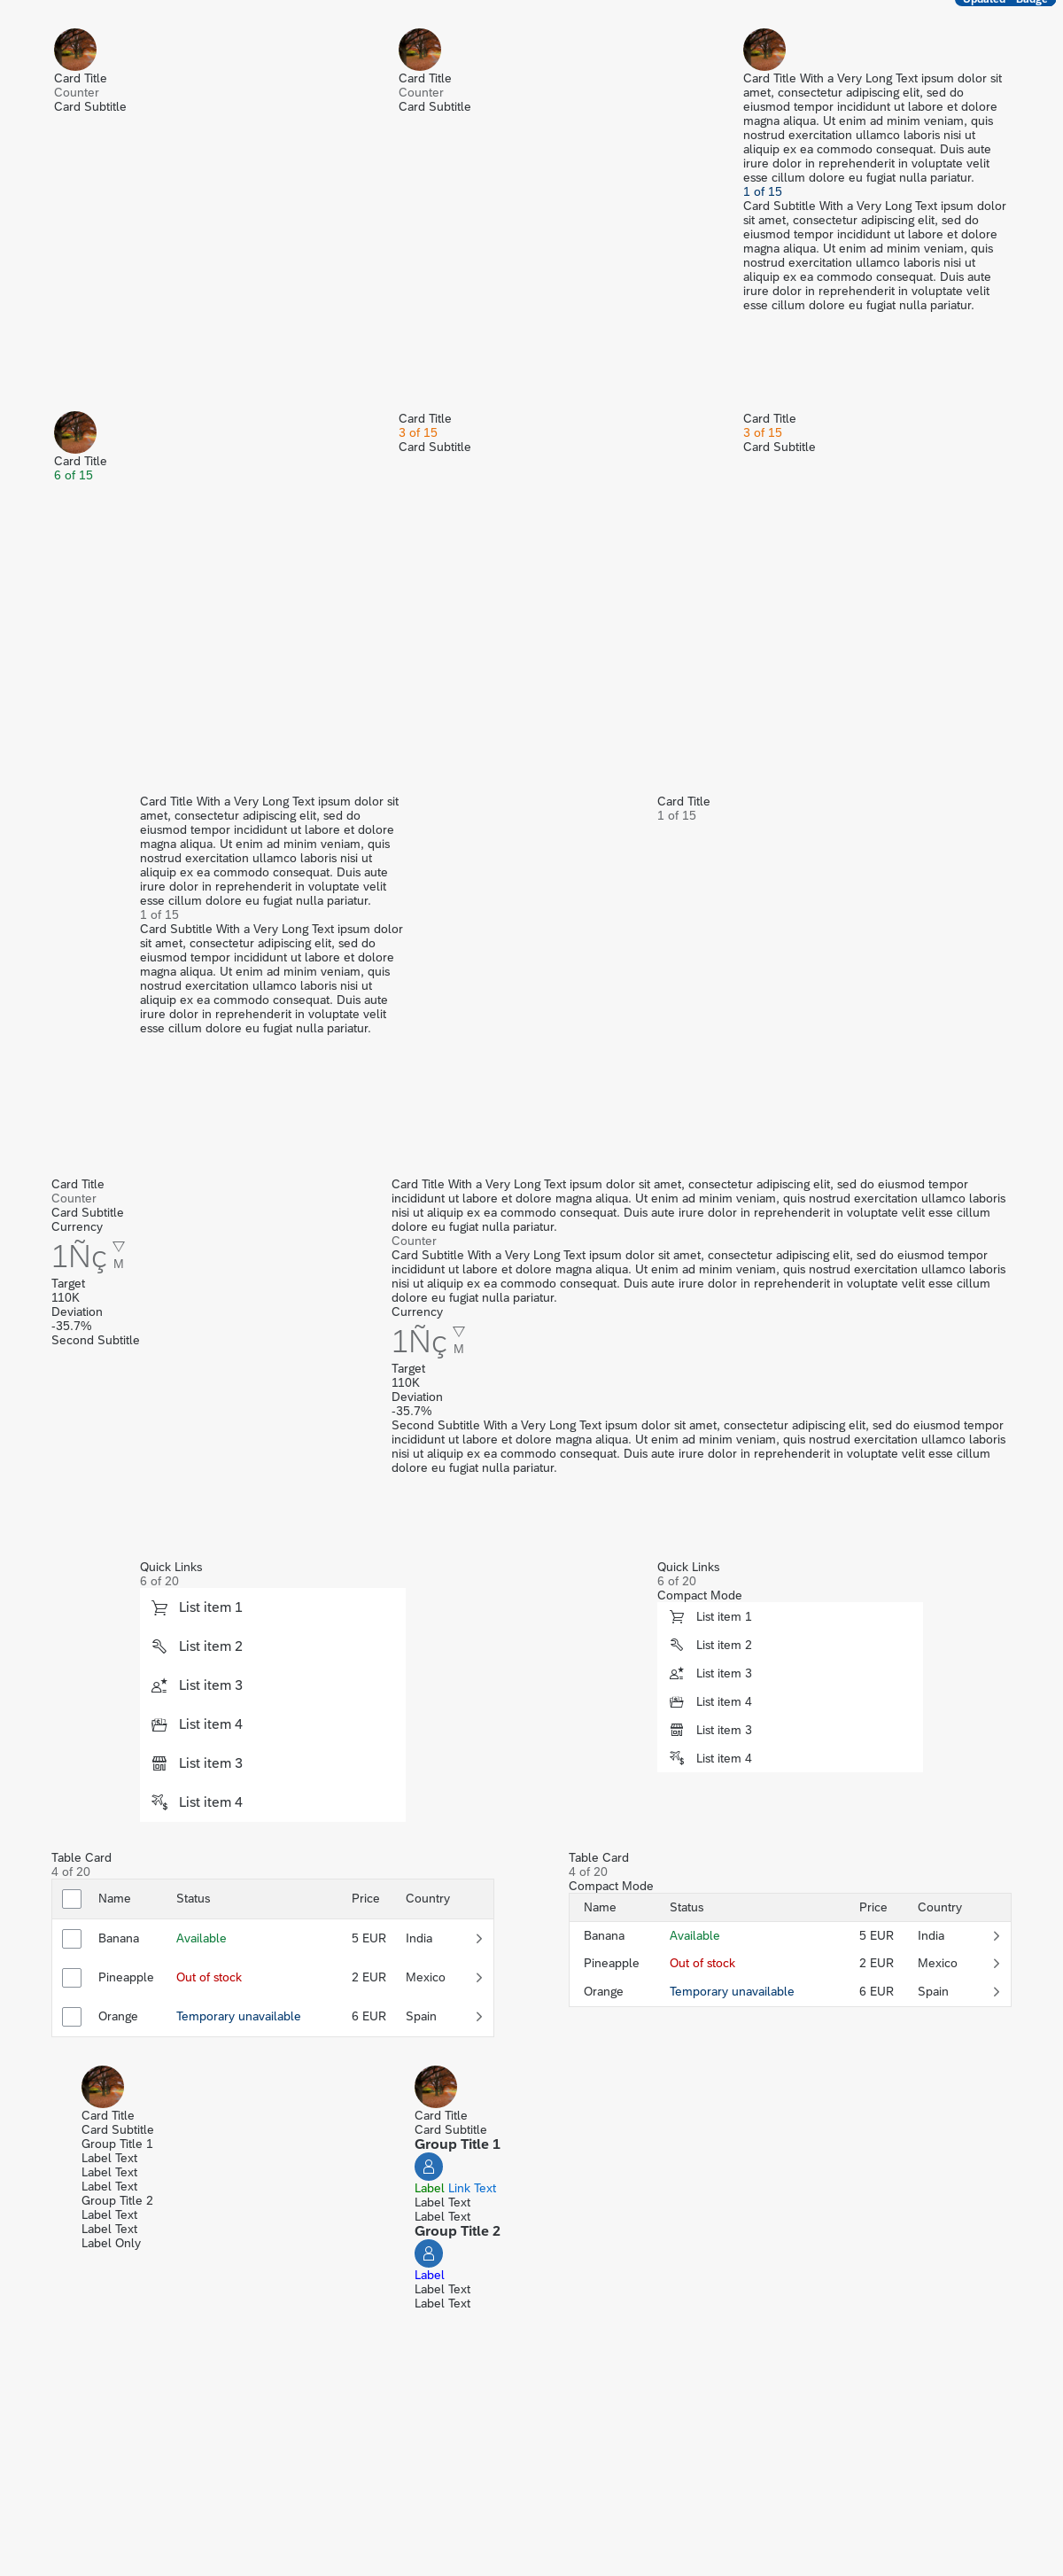 Updated Badge
Card Title
Counter
Card Subtitle
Card Title
Counter
Card Subtitle
Card Title With a Very Long Text ipsum dolor sit
amet, consectetur adipiscing elit, sed do
eiusmod tempor incididunt ut labore et dolore
magna aliqua. Ut enim ad minim veniam, quis
nostrud exercitation ullamco laboris nisi ut
aliquip ex ea commodo consequat. Duis aute
irure dolor in reprehenderit in voluptate velit
esse cillum dolore eu fugiat nulla pariatur.
1 of 15
Card Subtitle With a Very Long Text ipsum dolor
sit amet, consectetur adipiscing elit, sed do
eiusmod tempor incididunt ut labore et dolore
magna aliqua. Ut enim ad minim veniam, quis
nostrud exercitation ullamco laboris nisi ut
aliquip ex ea commodo consequat. Duis aute
irure dolor in reprehenderit in voluptate velit
esse cillum dolore eu fugiat nulla pariatur.
Card Title
6 of 15
Card Title
3 of 15
Card Subtitle
Card Title
3 of 15
Card Subtitle
Card Title With a Very Long Text ipsum dolor sit
amet, consectetur adipiscing elit, sed do
eiusmod tempor incididunt ut labore et dolore
magna aliqua. Ut enim ad minim veniam, quis
nostrud exercitation ullamco laboris nisi ut
aliquip ex ea commodo consequat. Duis aute
irure dolor in reprehenderit in voluptate velit
esse cillum dolore eu fugiat nulla pariatur.
1 of 15
Card Subtitle With a Very Long Text ipsum dolor
sit amet, consectetur adipiscing elit, sed do
eiusmod tempor incididunt ut labore et dolore
magna aliqua. Ut enim ad minim veniam, quis
nostrud exercitation ullamco laboris nisi ut
aliquip ex ea commodo consequat. Duis aute
irure dolor in reprehenderit in voluptate velit
esse cillum dolore eu fugiat nulla pariatur.
Card Title
1 of 15
Card Title
Counter
Card Subtitle
Currency
1Ñç M
Target
110K
Deviation
-35.7%
Second Subtitle
Card Title With a Very Long Text ipsum dolor sit amet, consectetur adipiscing elit, sed do eiusmod tempor
incididunt ut labore et dolore magna aliqua. Ut enim ad minim veniam, quis nostrud exercitation ullamco laboris
nisi ut aliquip ex ea commodo consequat. Duis aute irure dolor in reprehenderit in voluptate velit esse cillum
dolore eu fugiat nulla pariatur.
Counter
Card Subtitle With a Very Long Text ipsum dolor sit amet, consectetur adipiscing elit, sed do eiusmod tempor
incididunt ut labore et dolore magna aliqua. Ut enim ad minim veniam, quis nostrud exercitation ullamco laboris
nisi ut aliquip ex ea commodo consequat. Duis aute irure dolor in reprehenderit in voluptate velit esse cillum
dolore eu fugiat nulla pariatur.
Currency
1Ñç M
Target
110K
Deviation
-35.7%
Second Subtitle With a Very Long Text ipsum dolor sit amet, consectetur adipiscing elit, sed do eiusmod tempor
incididunt ut labore et dolore magna aliqua. Ut enim ad minim veniam, quis nostrud exercitation ullamco laboris
nisi ut aliquip ex ea commodo consequat. Duis aute irure dolor in reprehenderit in voluptate velit esse cillum
dolore eu fugiat nulla pariatur.
Quick Links
6 of 20
List item 1
List item 2
List item 3
List item 4
List item 3
List item 4
Quick Links
6 of 20
Compact Mode
List item 1
List item 2
List item 3
List item 4
List item 3
List item 4
Table Card
4 of 20
Name Status Price Country
Banana Available 5 EUR India
Pineapple Out of stock 2 EUR Mexico
Orange Temporary unavailable 6 EUR Spain
Table Card
4 of 20
Compact Mode
Name Status Price Country
Banana Available 5 EUR India
Pineapple Out of stock 2 EUR Mexico
Orange Temporary unavailable 6 EUR Spain
Card Title
Card Subtitle
Group Title 1
Label Text
Label Text
Label Text
Group Title 2
Label Text
Label Text
Label Only
Card Title
Card Subtitle
Group Title 1
Label Link Text
Label Text
Label Text
Group Title 2
Label
Label Text
Label Text